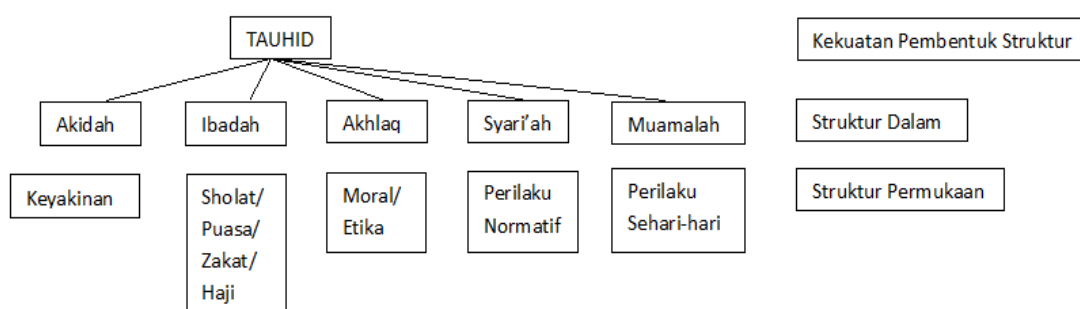 TAUHID
Kekuatan Pembentuk Struktur
Akidah
Ibadah
Akhlaq
Syari'ah
Muamalah
Struktur Dalam
Keyakinan
Sholat/
Puasa/
Zakat/
Haji
Moral/
Etika
Perilaku
Normatif
Perilaku
Sehari-hari
Struktur Permukaan